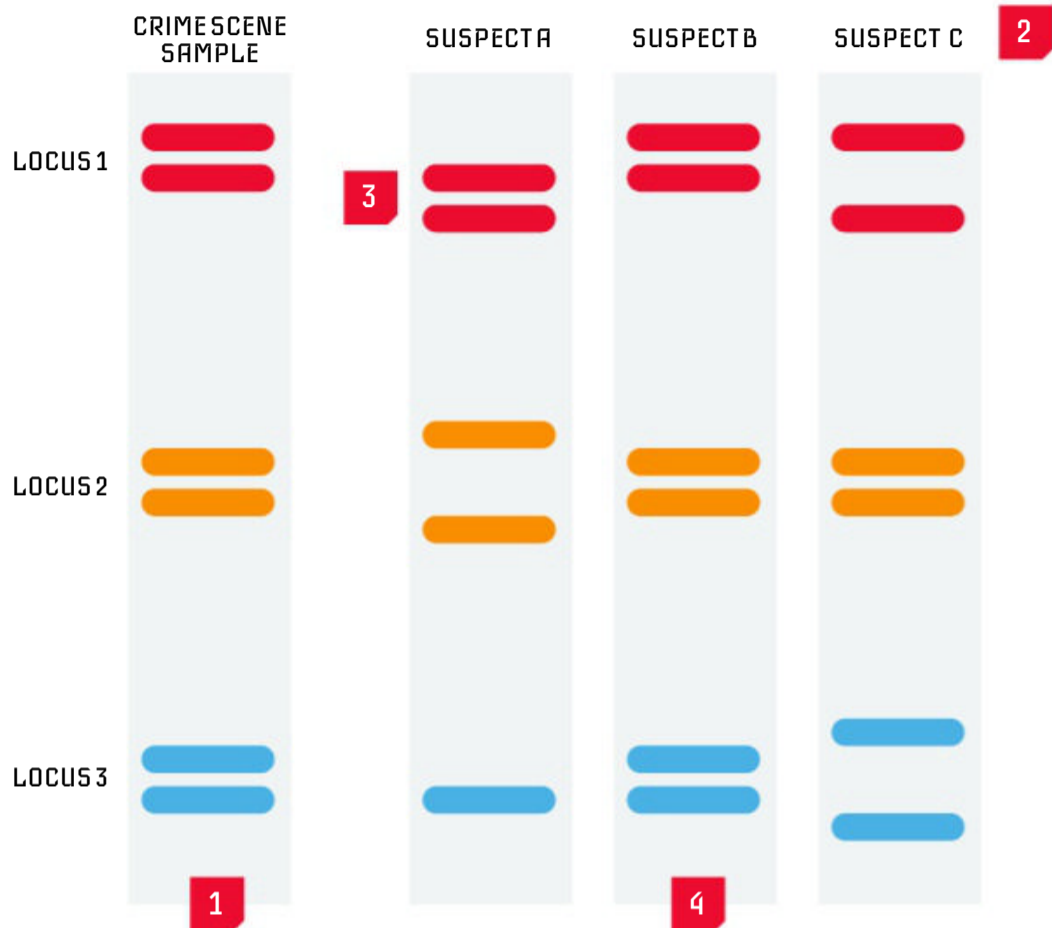 CRIME SCENE
SAMPLE
SUSPECT A
SUSPECT B
SUSPECT C
2
LOCUS 1
3
LOCUS 2
LOCUS 3
1
4